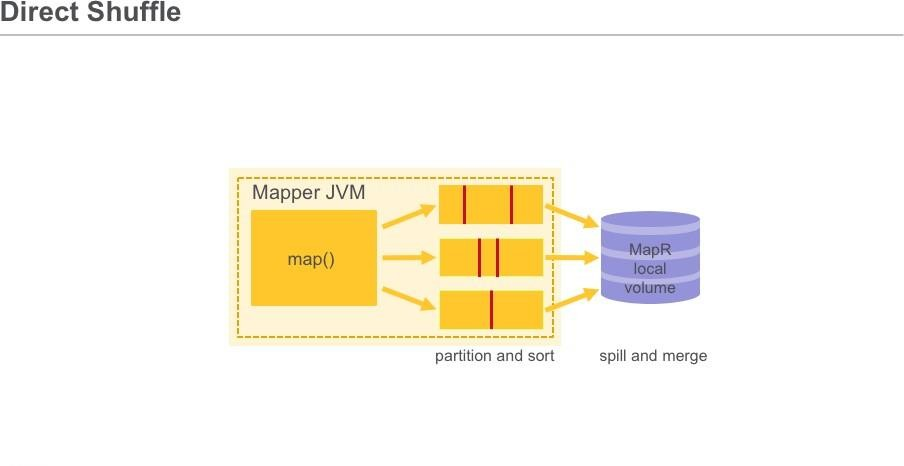 Direct Shuffle
Mapper JVM
map()
MapR
local
volume
partition and sort
spill and merge